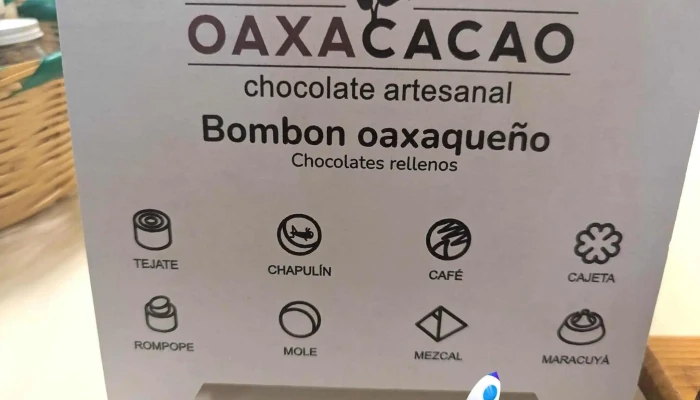 OAXACACAO
chocolate artesanal
Bombon oaxaqueño
Chocolates rellenos
TEJATE CHAPULÍN CAFÉ CAJETA
ROMPOPE MOLE MEZCAL MARACUYÁ